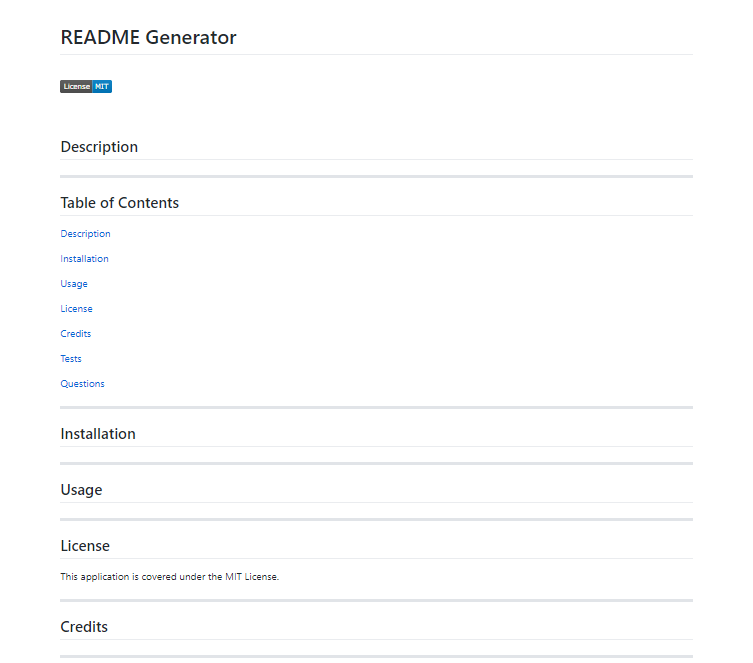 README Generator
License MIT
Description
Table of Contents
Description
Installation
Usage
License
Credits
Tests
Questions
Installation
Usage
License
This application is covered under the MIT License.
Credits